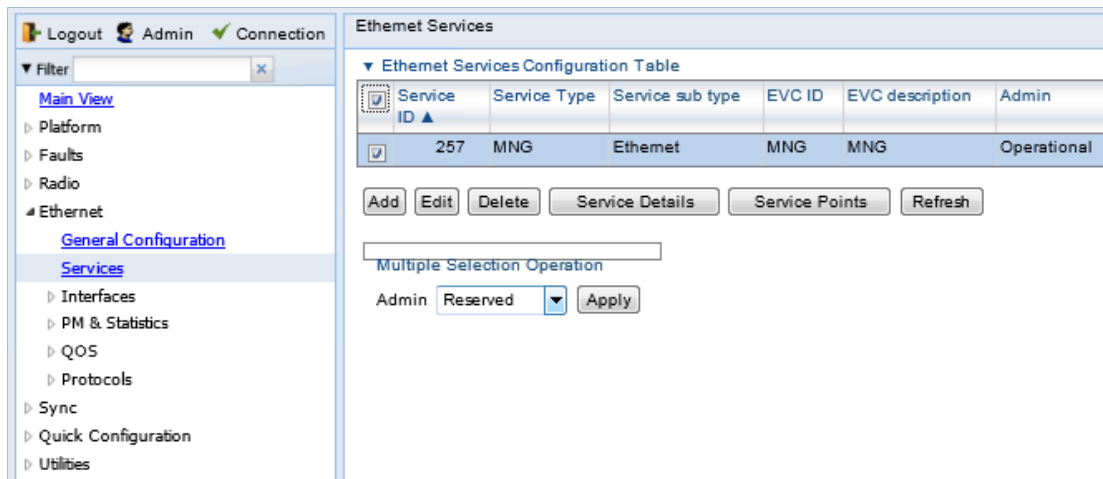 Logout Admin Connection
Filter
Main View
Platform
Faults
Radio
Ethernet
General Configuration
Services
Interfaces
PM & Statistics
QOS
Protocols
Sync
Quick Configuration
Utilities
Ethernet Services
Ethernet Services Configuration Table
Service ID Service Type Service sub type EVC ID EVC description Admin
257 MNG Ethernet MNG MNG Operational
Add Edit Delete Service Details Service Points Refresh
Multiple Selection Operation
Admin Reserved Apply